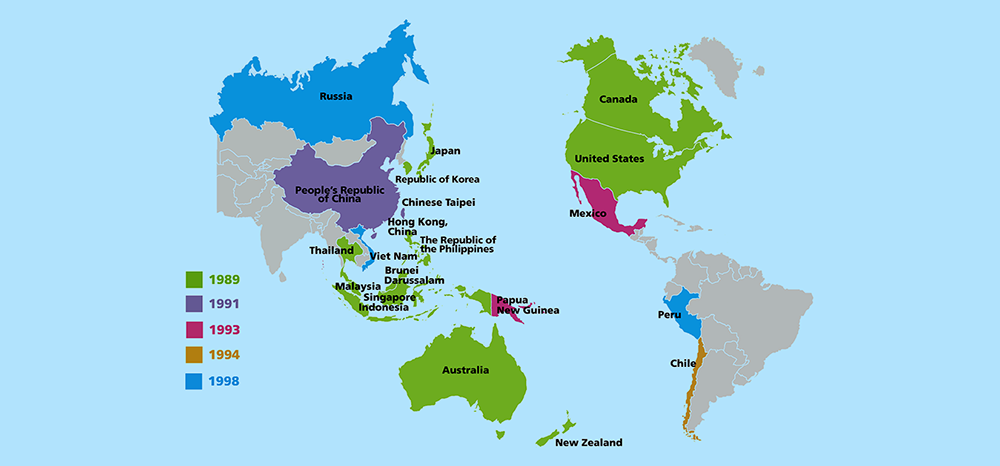 Russia
Canada
Japan
United States
Republic of Korea
People's Republic
of China
Chinese Taipei
Mexico
Hong Kong,
China
The Republic of
the Philippines
Thailand
Viet Nam
Brunei
Darussalam
Malaysia
Singapore
Indonesia
Papua
New Guinea
Peru
Chile
Australia
New Zealand
1989
1991
1993
1994
1998